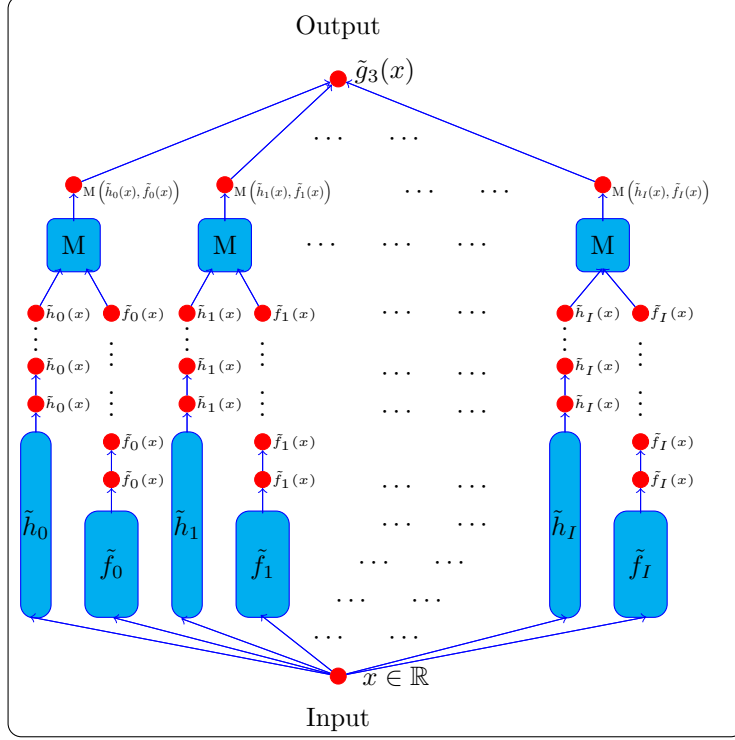 Output
g̃₃(x)
⋯ ⋯
M(h̃₀(x), f̃₀(x)) M(h̃₁(x), f̃₁(x)) ⋯ ⋯ M(h̃_I(x), f̃_I(x))
M M ⋯ ⋯ ⋯ M
h̃₀(x) f̃₀(x) h̃₁(x) f̃₁(x) ⋯ ⋯ h̃_I(x) f̃_I(x)
⋮ ⋮ ⋮ ⋮ ⋮ ⋮
h̃₀(x) h̃₁(x) ⋯ ⋯ h̃_I(x)
h̃₀(x) ⋮ h̃₁(x) ⋮ ⋯ ⋯ h̃_I(x) ⋮
f̃₀(x) f̃₁(x) f̃_I(x)
f̃₀(x) f̃₁(x) ⋯ ⋯ f̃_I(x)
h̃₀ h̃₁ ⋯ ⋯ h̃_I
f̃₀ f̃₁ ⋯ ⋯ f̃_I
⋯ ⋯
⋯ ⋯
x ∈ ℝ
Input